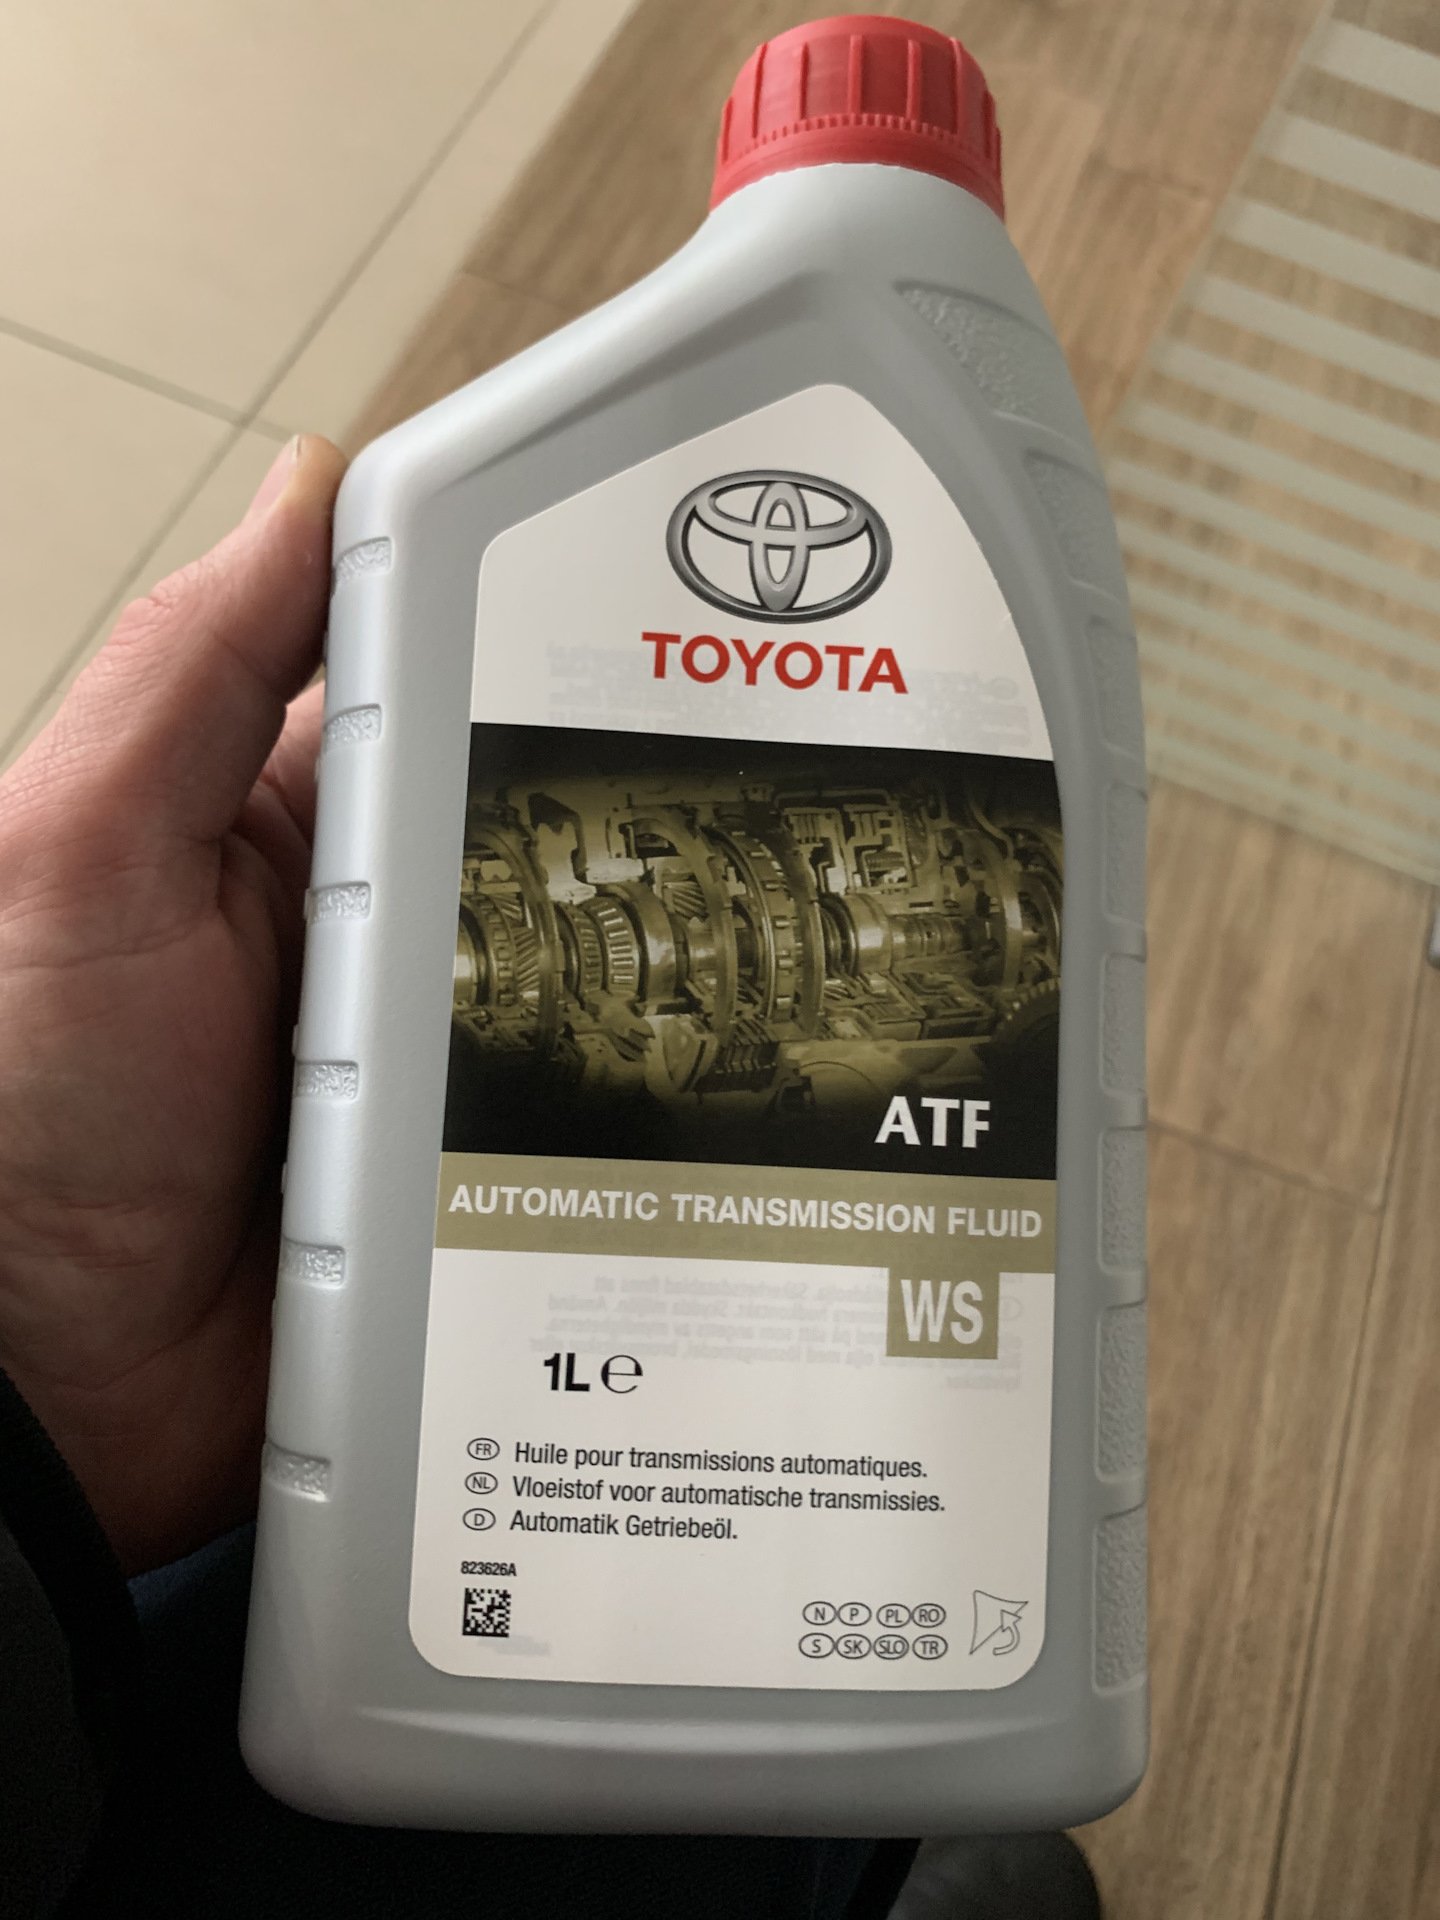 TOYOTA
ATF
AUTOMATIC TRANSMISSION FLUID
WS
1L ℮
FR Huile pour transmissions automatiques.
NL Vloeistof voor automatische transmissies.
D Automatik Getriebeöl.
823626A
N P PL RO
S SK SLO TR